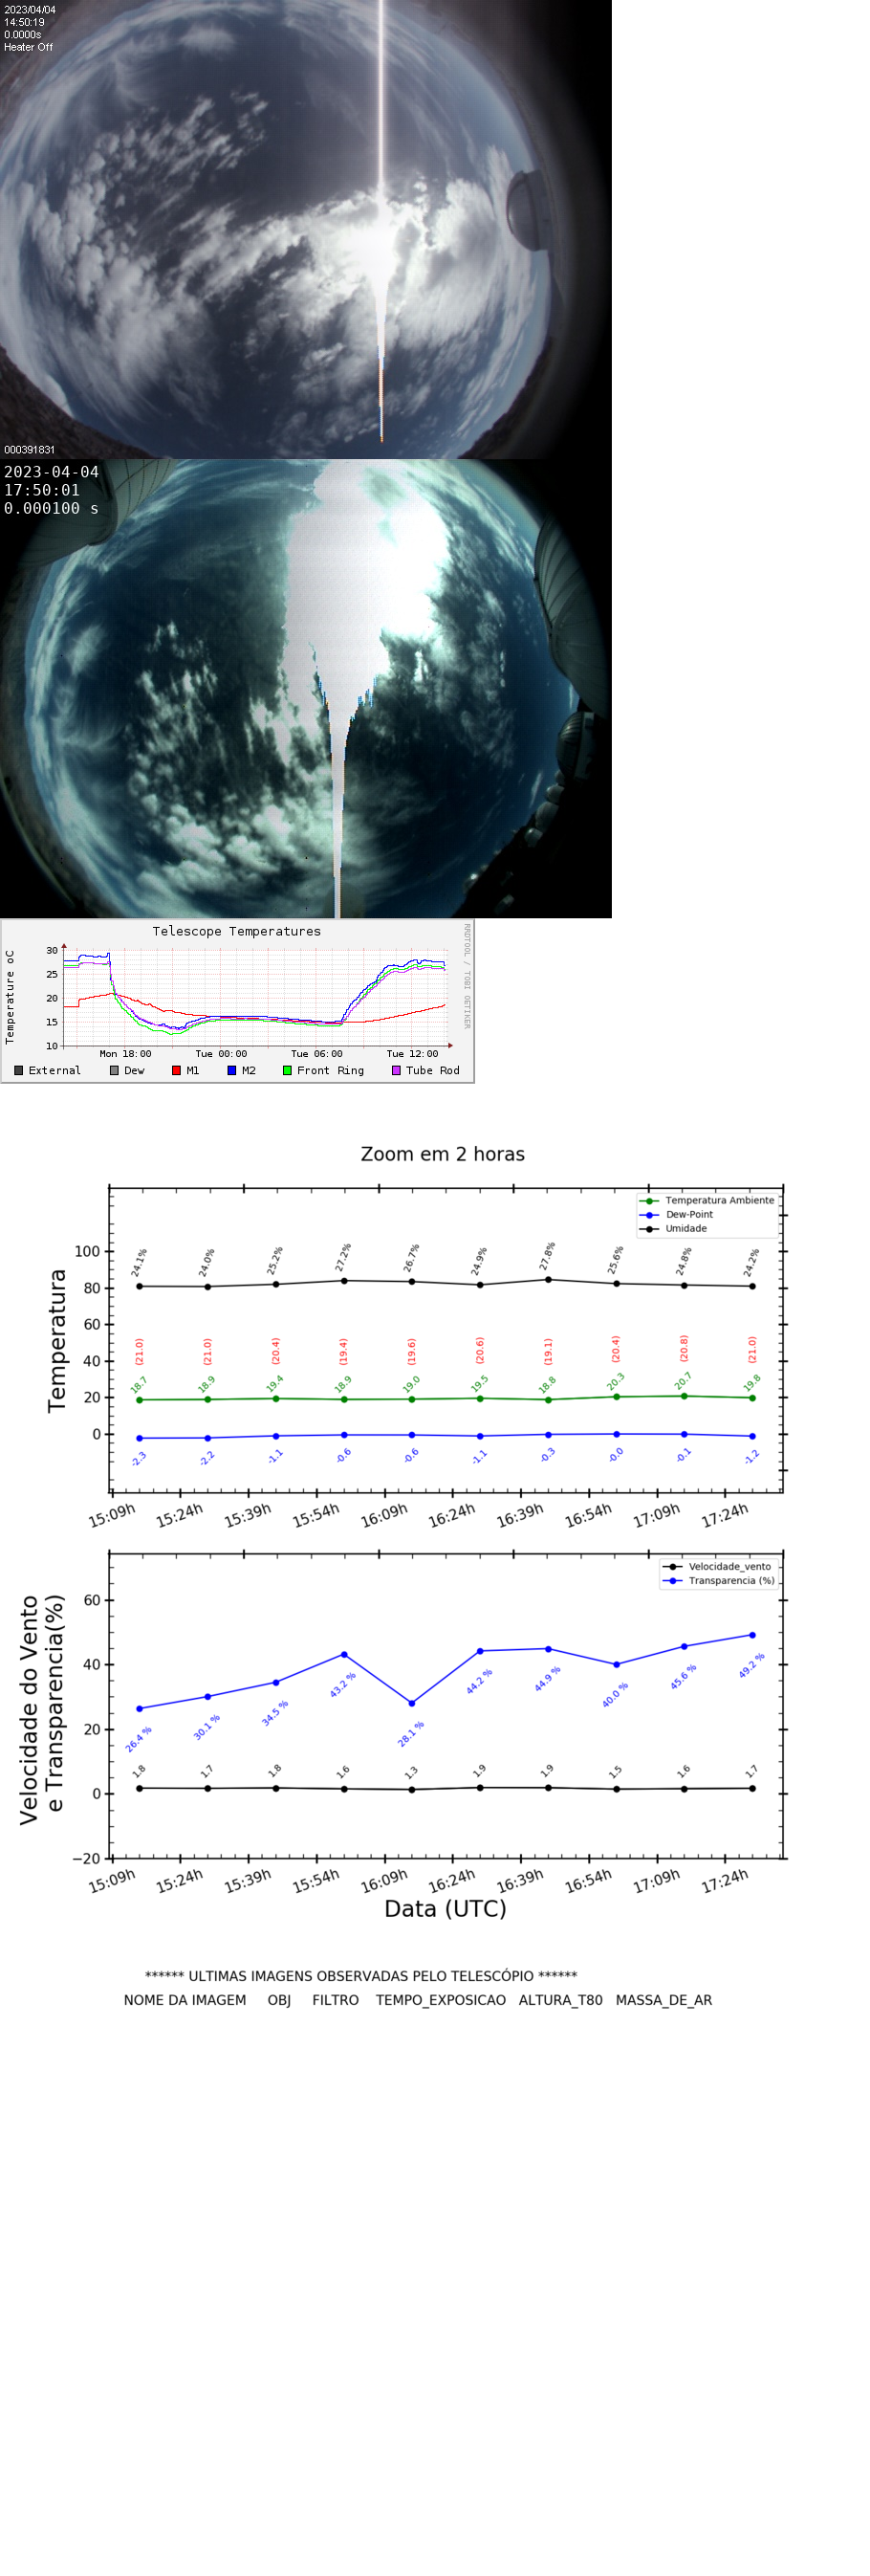 2023/04/04
14:50:19
0.0000s
Heater Off
000391831
2023-04-04
17:50:01
0.000100 s
Telescope Temperatures
RRDTOOL / TOBI OETIKER
Temperature oC
30
25
20
15
10
Mon 18:00 Tue 00:00 Tue 06:00 Tue 12:00
External Dew M1 M2 Front Ring Tube Rod
Zoom em 2 horas
Temperatura
Temperatura Ambiente
Dew-Point
Umidade
100
80
60
40
20
0
24.1% 24.0% 25.2% 27.2% 26.7% 24.9% 27.8% 25.6% 24.8% 24.2%
(21.0) (21.0) (20.4) (19.4) (19.6) (20.6) (19.1) (20.4) (20.8) (21.0)
18.7 18.9 19.4 18.9 19.0 19.5 18.8 20.3 20.7 19.8
-2.3 -2.2 -1.1 -0.6 -0.6 -1.1 -0.3 -0.0 -0.1 -1.2
15:09h 15:24h 15:39h 15:54h 16:09h 16:24h 16:39h 16:54h 17:09h 17:24h
Velocidade do Vento
e Transparencia(%)
Velocidade_vento
Transparencia (%)
60
40
20
0
−20
26.4 % 30.1 % 34.5 % 43.2 % 28.1 % 44.2 % 44.9 % 40.0 % 45.6 % 49.2 %
1.8 1.7 1.8 1.6 1.3 1.9 1.9 1.5 1.6 1.7
15:09h 15:24h 15:39h 15:54h 16:09h 16:24h 16:39h 16:54h 17:09h 17:24h
Data (UTC)
****** ULTIMAS IMAGENS OBSERVADAS PELO TELESCÓPIO ******
NOME DA IMAGEM OBJ FILTRO TEMPO_EXPOSICAO ALTURA_T80 MASSA_DE_AR